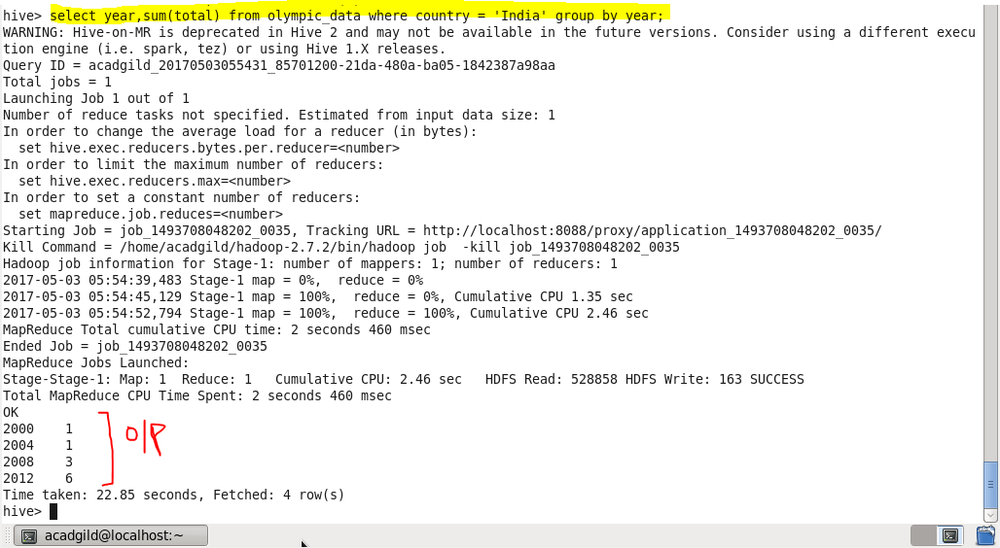 hive> select year,sum(total) from olympic_data where country = 'India' group by year;
WARNING: Hive-on-MR is deprecated in Hive 2 and may not be available in the future versions. Consider using a different execu
tion engine (i.e. spark, tez) or using Hive 1.X releases.
Query ID = acadgild_20170503055431_85701200-21da-480a-ba05-1842387a98aa
Total jobs = 1
Launching Job 1 out of 1
Number of reduce tasks not specified. Estimated from input data size: 1
In order to change the average load for a reducer (in bytes):
  set hive.exec.reducers.bytes.per.reducer=<number>
In order to limit the maximum number of reducers:
  set hive.exec.reducers.max=<number>
In order to set a constant number of reducers:
  set mapreduce.job.reduces=<number>
Starting Job = job_1493708048202_0035, Tracking URL = http://localhost:8088/proxy/application_1493708048202_0035/
Kill Command = /home/acadgild/hadoop-2.7.2/bin/hadoop job  -kill job_1493708048202_0035
Hadoop job information for Stage-1: number of mappers: 1; number of reducers: 1
2017-05-03 05:54:39,483 Stage-1 map = 0%,  reduce = 0%
2017-05-03 05:54:45,129 Stage-1 map = 100%,  reduce = 0%, Cumulative CPU 1.35 sec
2017-05-03 05:54:52,794 Stage-1 map = 100%,  reduce = 100%, Cumulative CPU 2.46 sec
MapReduce Total cumulative CPU time: 2 seconds 460 msec
Ended Job = job_1493708048202_0035
MapReduce Jobs Launched:
Stage-Stage-1: Map: 1  Reduce: 1   Cumulative CPU: 2.46 sec   HDFS Read: 528858 HDFS Write: 163 SUCCESS
Total MapReduce CPU Time Spent: 2 seconds 460 msec
OK
2000    1
2004    1
2008    3
2012    6
O/P
Time taken: 22.85 seconds, Fetched: 4 row(s)
hive>
acadgild@localhost:~